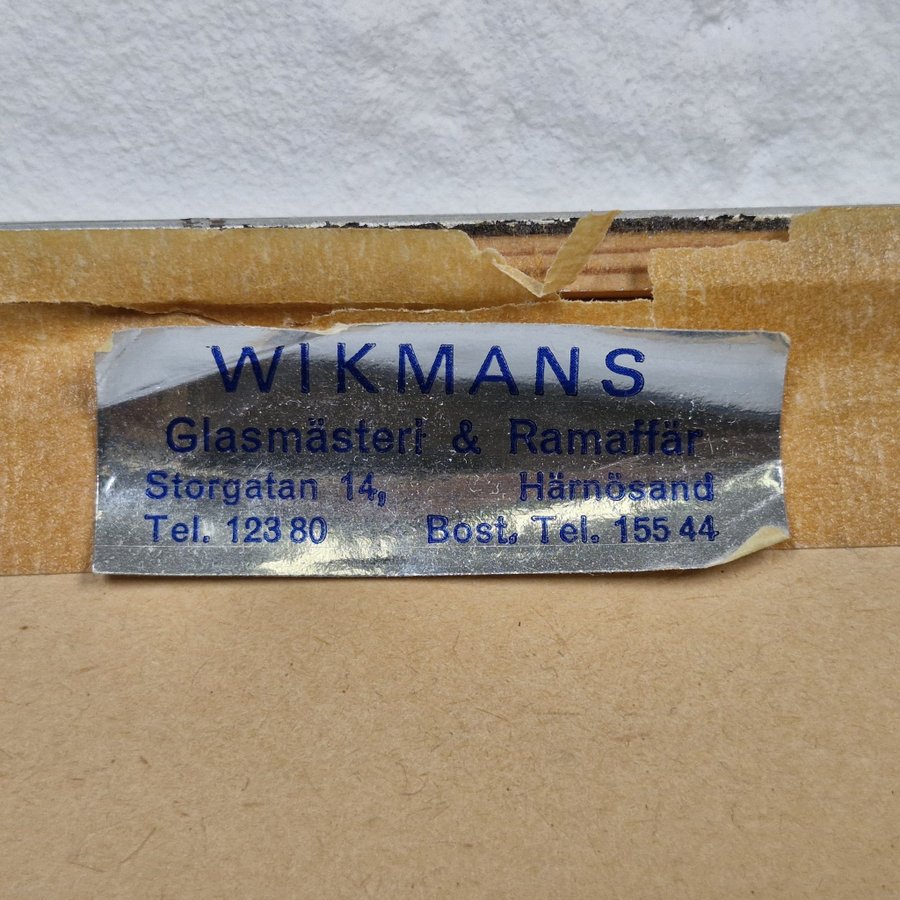 WIKMANS
Glasmästeri & Ramaffär
Storgatan 14, Härnösand
Tel. 123 80 Bost. Tel. 155 44